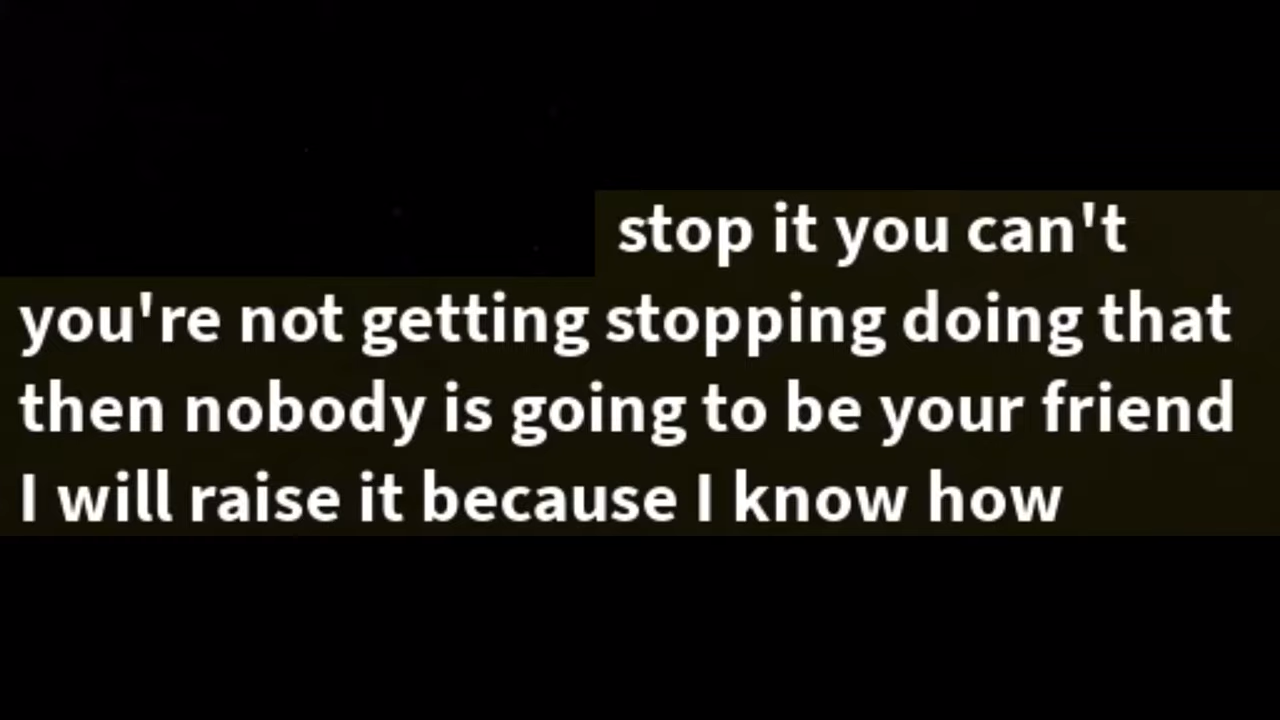 stop it you can't
you're not getting stopping doing that
then nobody is going to be your friend
I will raise it because I know how